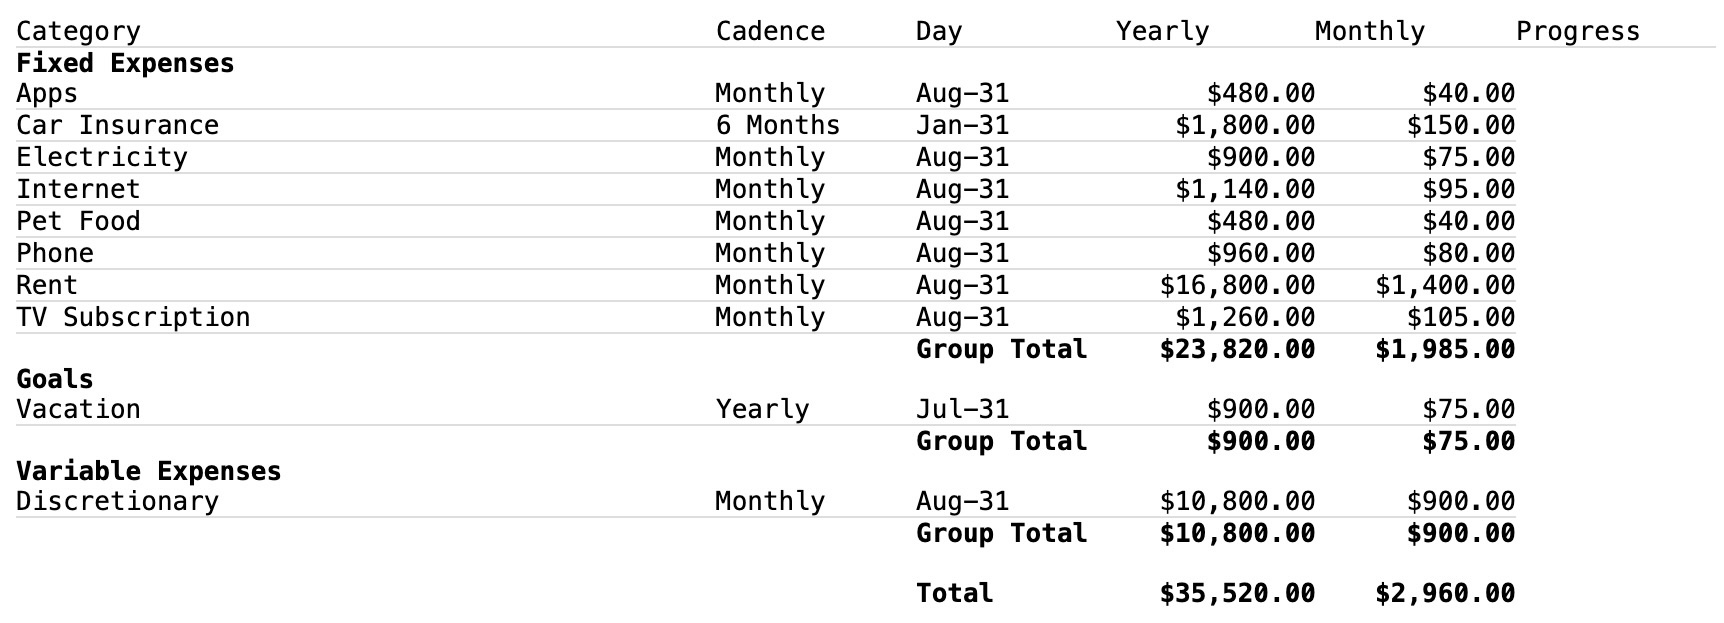 Category Cadence Day Yearly Monthly Progress
Fixed Expenses
Apps Monthly Aug-31 $480.00 $40.00
Car Insurance 6 Months Jan-31 $1,800.00 $150.00
Electricity Monthly Aug-31 $900.00 $75.00
Internet Monthly Aug-31 $1,140.00 $95.00
Pet Food Monthly Aug-31 $480.00 $40.00
Phone Monthly Aug-31 $960.00 $80.00
Rent Monthly Aug-31 $16,800.00 $1,400.00
TV Subscription Monthly Aug-31 $1,260.00 $105.00
Group Total $23,820.00 $1,985.00
Goals
Vacation Yearly Jul-31 $900.00 $75.00
Group Total $900.00 $75.00
Variable Expenses
Discretionary Monthly Aug-31 $10,800.00 $900.00
Group Total $10,800.00 $900.00
Total $35,520.00 $2,960.00